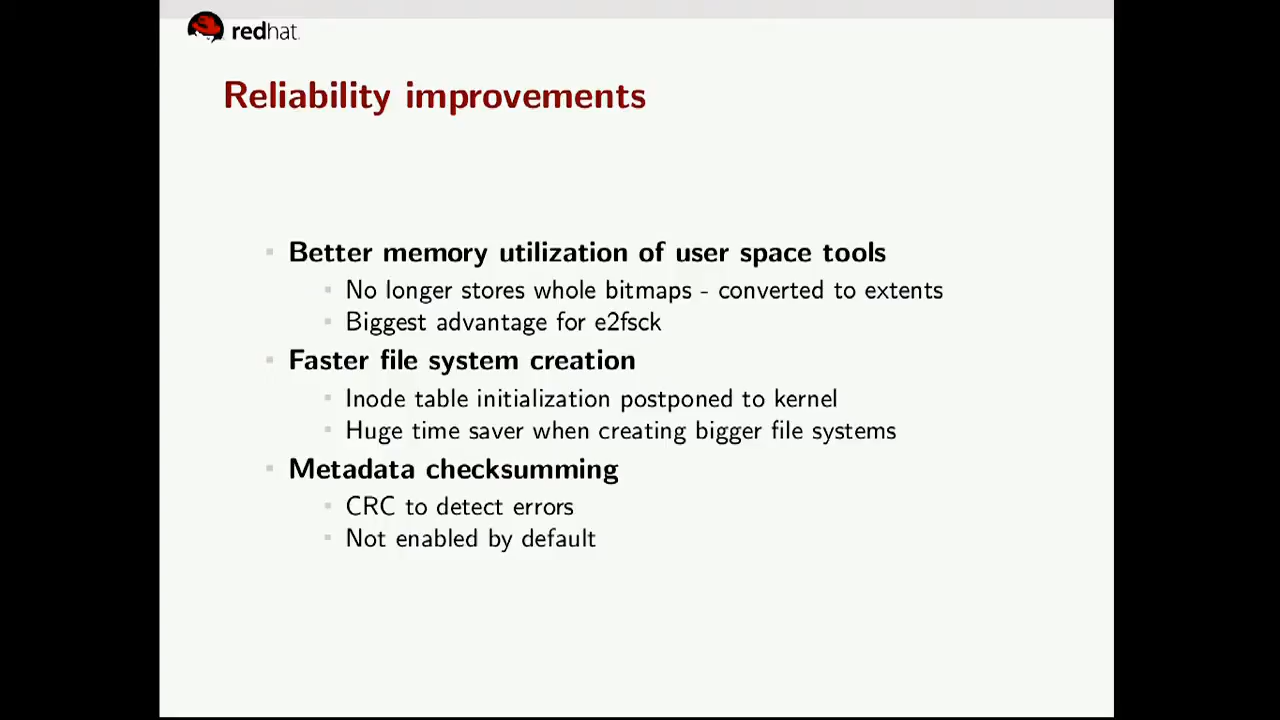 redhat.
Reliability improvements
Better memory utilization of user space tools
No longer stores whole bitmaps - converted to extents
Biggest advantage for e2fsck
Faster file system creation
Inode table initialization postponed to kernel
Huge time saver when creating bigger file systems
Metadata checksumming
CRC to detect errors
Not enabled by default